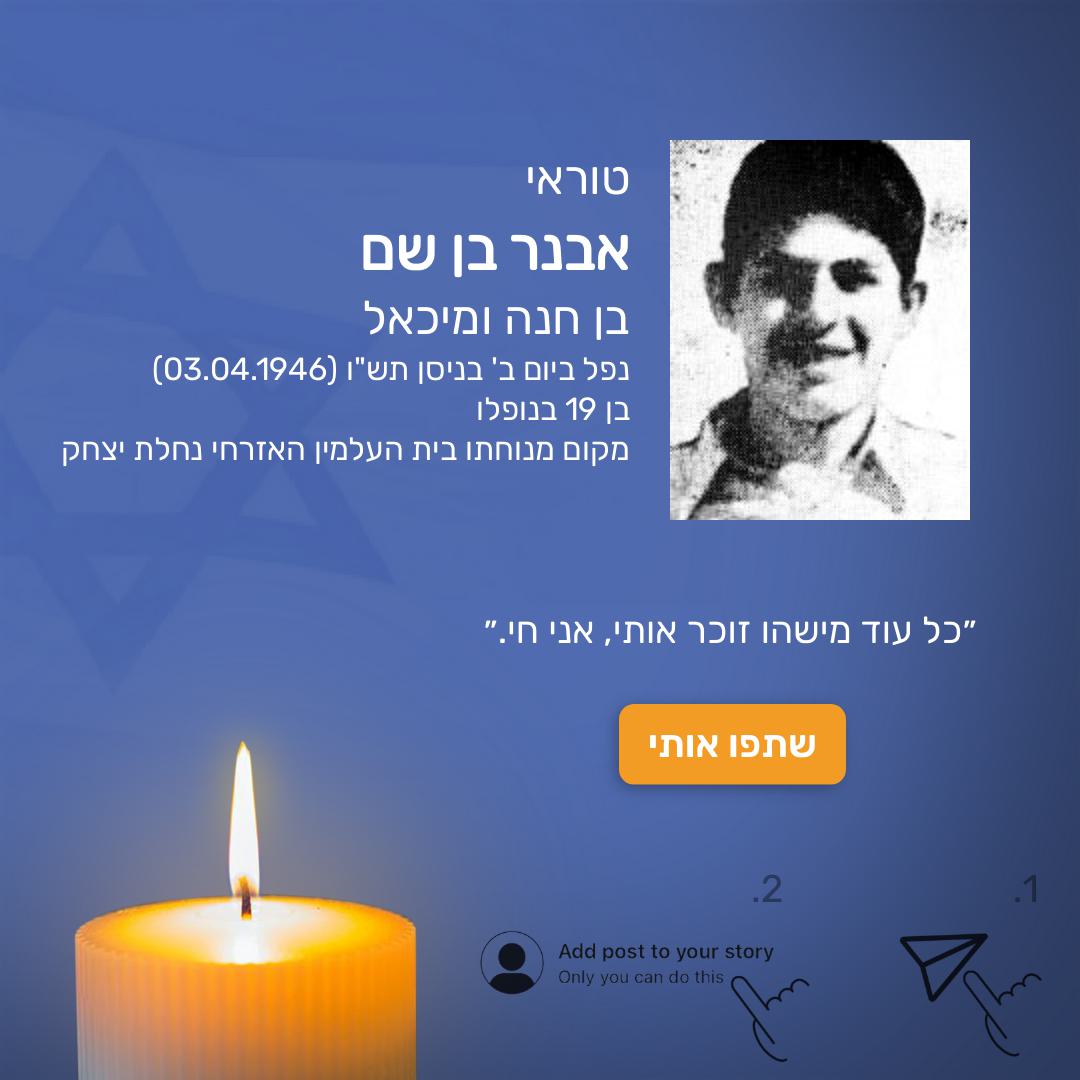 טוראי
אבנר בן שם
בן חנה ומיכאל
נפל ביום ב' בניסן תש"ו (03.04.1946)
בן 19 בנופלו
מקום מנוחתו בית העלמין האזרחי נחלת יצחק
״כל עוד מישהו זוכר אותי, אני חי.״
שתפו אותי
1.
2.
Add post to your story
Only you can do this